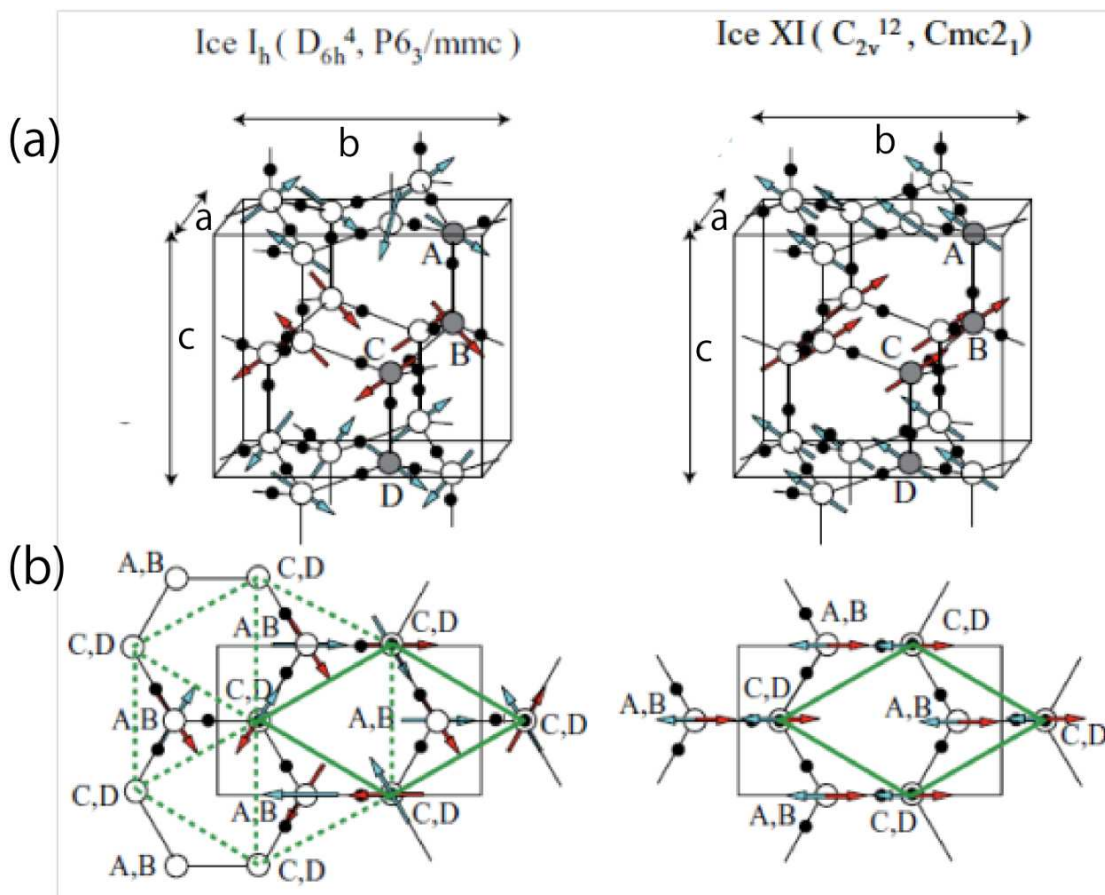 Ice Ih ( D6h4, P63/mmc )
Ice XI ( C2v12, Cmc21)
(a)
b
a
c
A
B
C
D
b
a
c
A
B
C
D
(b)
A,B
C,D
C,D
A,B
C,D
C,D
A,B
A,B
C,D
C,D
A,B
C,D
A,B
C,D
A,B
C,D
C,D
A,B
A,B
C,D
A,B
C,D